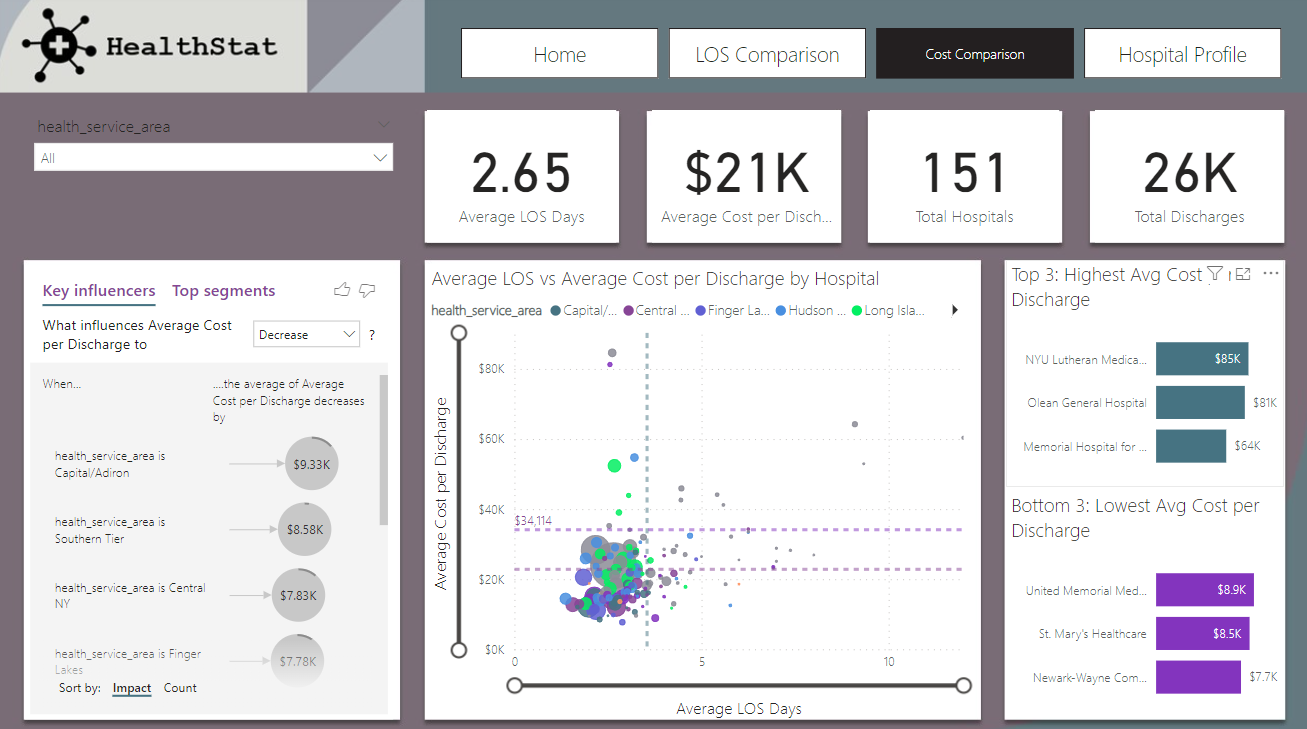 HealthStat
Home
LOS Comparison
Cost Comparison
Hospital Profile
health_service_area
All
2.65
Average LOS Days
$21K
Average Cost per Disch...
151
Total Hospitals
26K
Total Discharges
Key influencers
Top segments
What influences Average Cost
per Discharge to
Decrease
?
When...
....the average of Average
Cost per Discharge decreases
by
health_service_area is
Capital/Adiron
$9.33K
health_service_area is
Southern Tier
$8.58K
health_service_area is Central
NY
$7.83K
health_service_area is Finger
Lakes
$7.78K
Sort by:
Impact
Count
Average LOS vs Average Cost per Discharge by Hospital
health_service_area
Capital/...
Central ...
Finger La...
Hudson ...
Long Isla...
Average Cost per Discharge
$80K
$60K
$40K
$34,114
$20K
$0K
0
5
10
Average LOS Days
Top 3: Highest Avg Cost
Discharge
NYU Lutheran Medica...
$85K
Olean General Hospital
$81K
Memorial Hospital for ...
$64K
Bottom 3: Lowest Avg Cost per
Discharge
United Memorial Med...
$8.9K
St. Mary's Healthcare
$8.5K
Newark-Wayne Com...
$7.7K